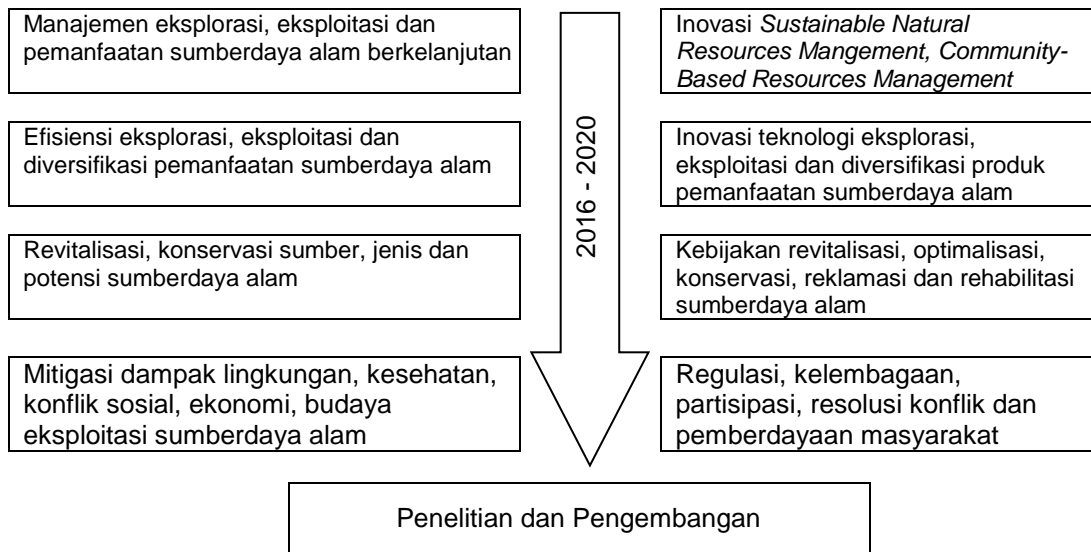 Manajemen eksplorasi, eksploitasi dan
pemanfaatan sumberdaya alam berkelanjutan
Inovasi Sustainable Natural
Resources Mangement, Community-
Based Resources Management
Efisiensi eksplorasi, eksploitasi dan
diversifikasi pemanfaatan sumberdaya alam
Inovasi teknologi eksplorasi,
eksploitasi dan diversifikasi produk
pemanfaatan sumberdaya alam
2016 - 2020
Revitalisasi, konservasi sumber, jenis dan
potensi sumberdaya alam
Kebijakan revitalisasi, optimalisasi,
konservasi, reklamasi dan rehabilitasi
sumberdaya alam
Mitigasi dampak lingkungan, kesehatan,
konflik sosial, ekonomi, budaya
eksploitasi sumberdaya alam
Regulasi, kelembagaan,
partisipasi, resolusi konflik dan
pemberdayaan masyarakat
Penelitian dan Pengembangan